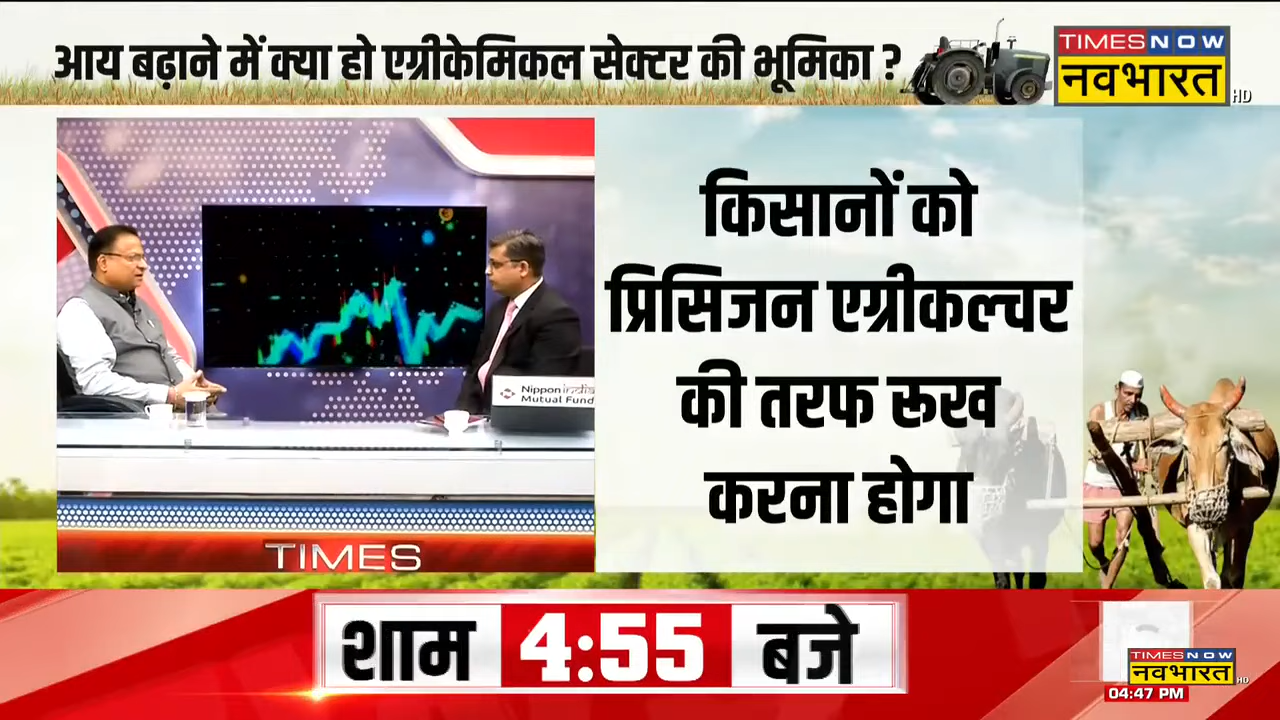 आय बढ़ाने में क्या हो एग्रीकेमिकल सेक्टर की भूमिका ?
TIMES NOW
नवभारत
HD
किसानों को
प्रिसिजन एग्रीकल्चर
की तरफ रूख
करना होगा
Nippon india
Mutual Fund
TIMES
शाम 4:55 बजे
TIMES NOW
नवभारत
HD
04:47 PM